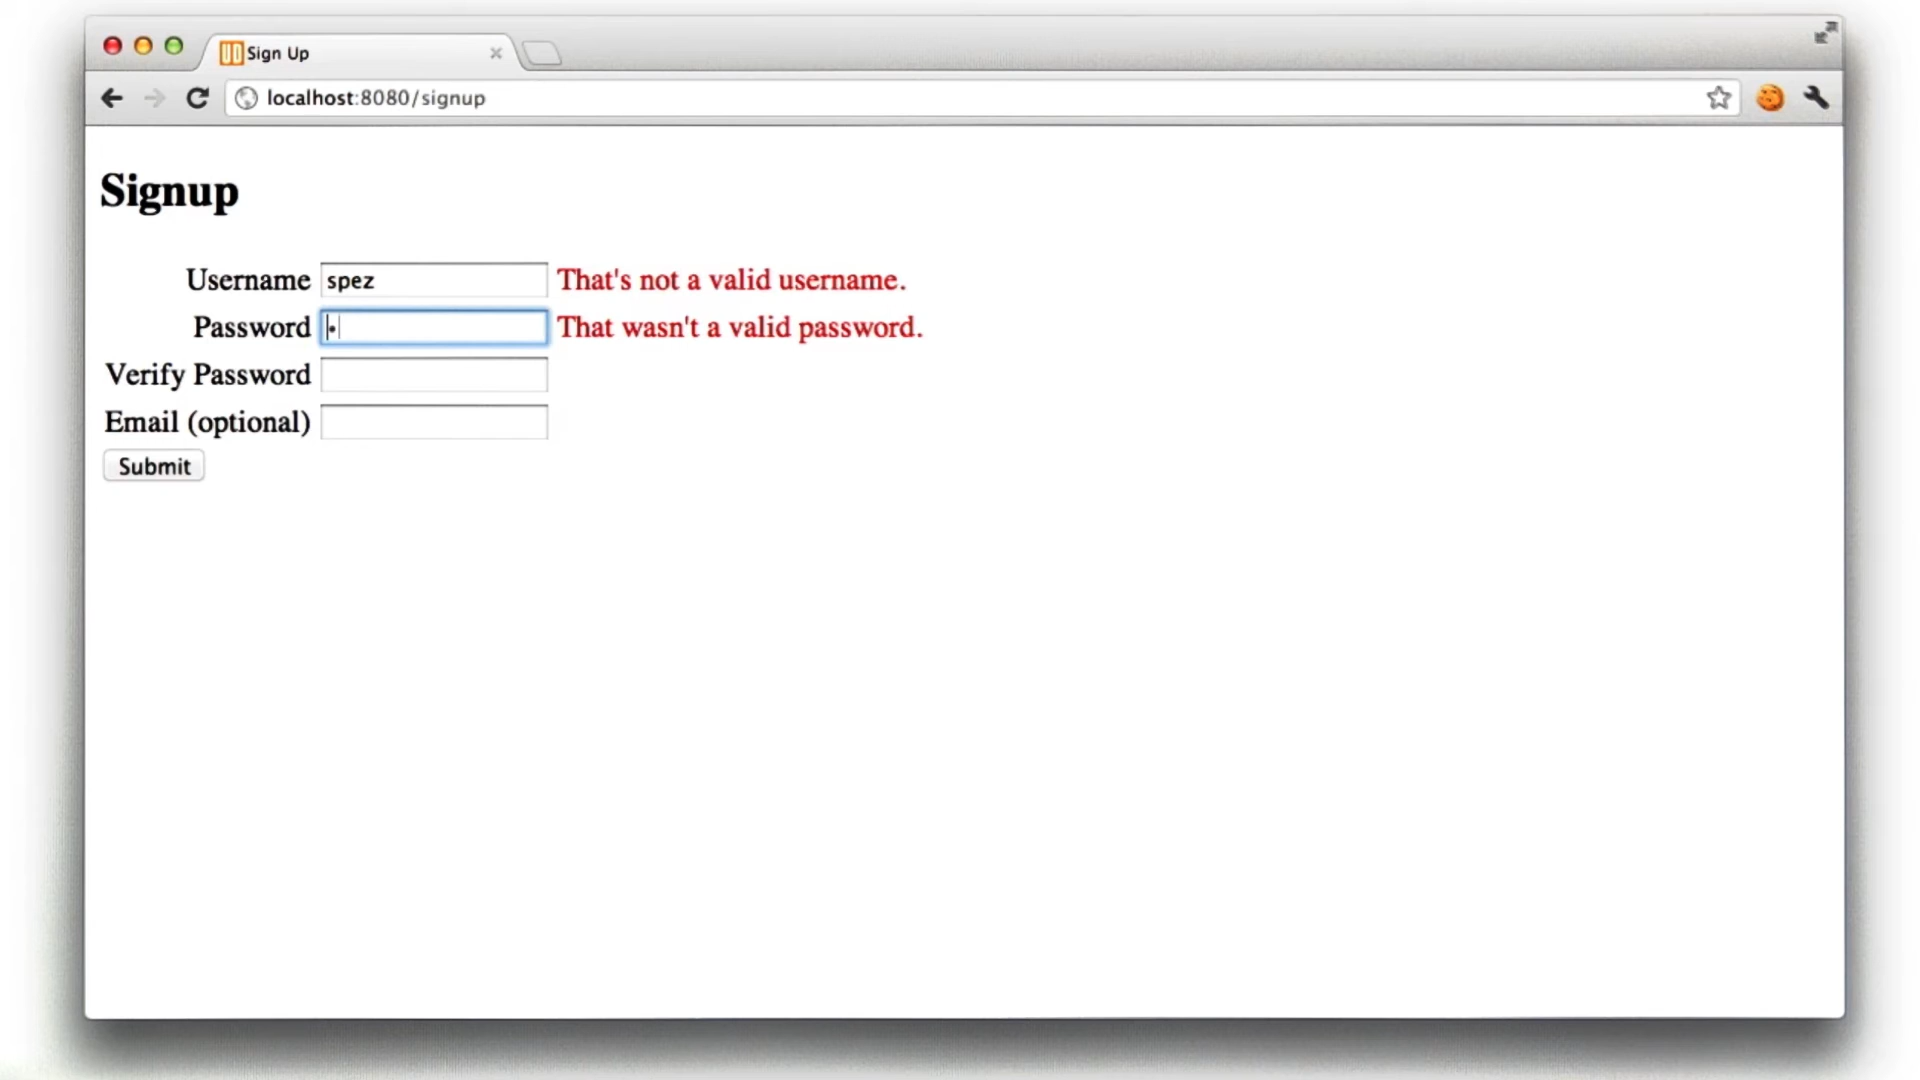 Sign Up
localhost:8080/signup
Signup
Username spez That's not a valid username.
Password • That wasn't a valid password.
Verify Password
Email (optional)
Submit